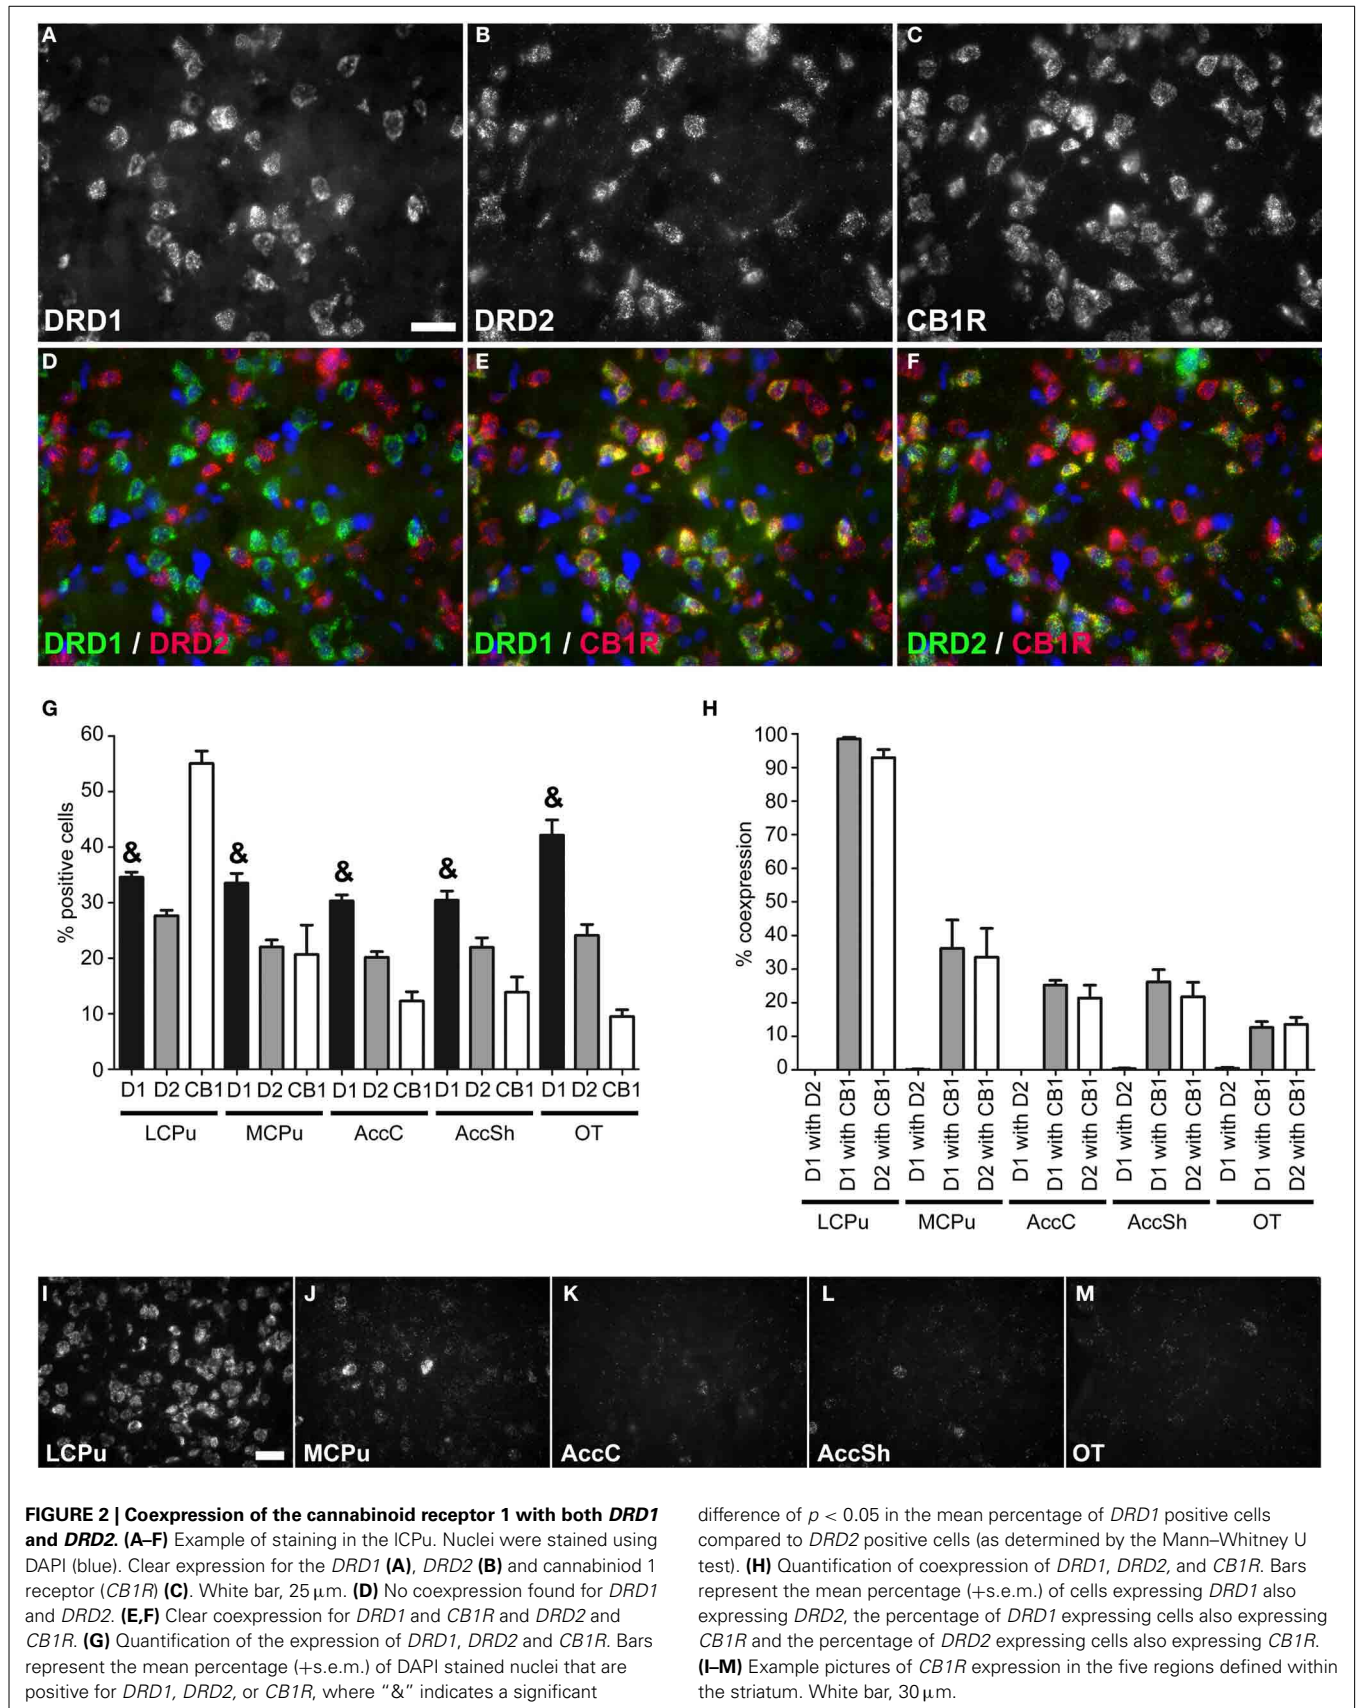 A
B
C
DRD1
DRD2
CB1R
D
E
F
DRD1 / DRD2
DRD1 / CB1R
DRD2 / CB1R
G
% positive cells
60
50
40
30
20
10
0
& & & & &
D1 D2 CB1 D1 D2 CB1 D1 D2 CB1 D1 D2 CB1 D1 D2 CB1
LCPu MCPu AccC AccSh OT
H
% coexpression
100
90
80
70
60
50
40
30
20
10
0
D1 with D2
D1 with CB1
D2 with CB1
D1 with D2
D1 with CB1
D2 with CB1
D1 with D2
D1 with CB1
D2 with CB1
D1 with D2
D1 with CB1
D2 with CB1
D1 with D2
D1 with CB1
D2 with CB1
LCPu MCPu AccC AccSh OT
I
J
K
L
M
LCPu
MCPu
AccC
AccSh
OT
FIGURE 2 | Coexpression of the cannabinoid receptor 1 with both DRD1
and DRD2. (A–F) Example of staining in the lCPu. Nuclei were stained using
DAPI (blue). Clear expression for the DRD1 (A), DRD2 (B) and cannabiniod 1
receptor (CB1R) (C). White bar, 25 μm. (D) No coexpression found for DRD1
and DRD2. (E,F) Clear coexpression for DRD1 and CB1R and DRD2 and
CB1R. (G) Quantification of the expression of DRD1, DRD2 and CB1R. Bars
represent the mean percentage (+s.e.m.) of DAPI stained nuclei that are
positive for DRD1, DRD2, or CB1R, where “&” indicates a significant
difference of p < 0.05 in the mean percentage of DRD1 positive cells
compared to DRD2 positive cells (as determined by the Mann–Whitney U
test). (H) Quantification of coexpression of DRD1, DRD2, and CB1R. Bars
represent the mean percentage (+s.e.m.) of cells expressing DRD1 also
expressing DRD2, the percentage of DRD1 expressing cells also expressing
CB1R and the percentage of DRD2 expressing cells also expressing CB1R.
(I–M) Example pictures of CB1R expression in the five regions defined within
the striatum. White bar, 30 μm.